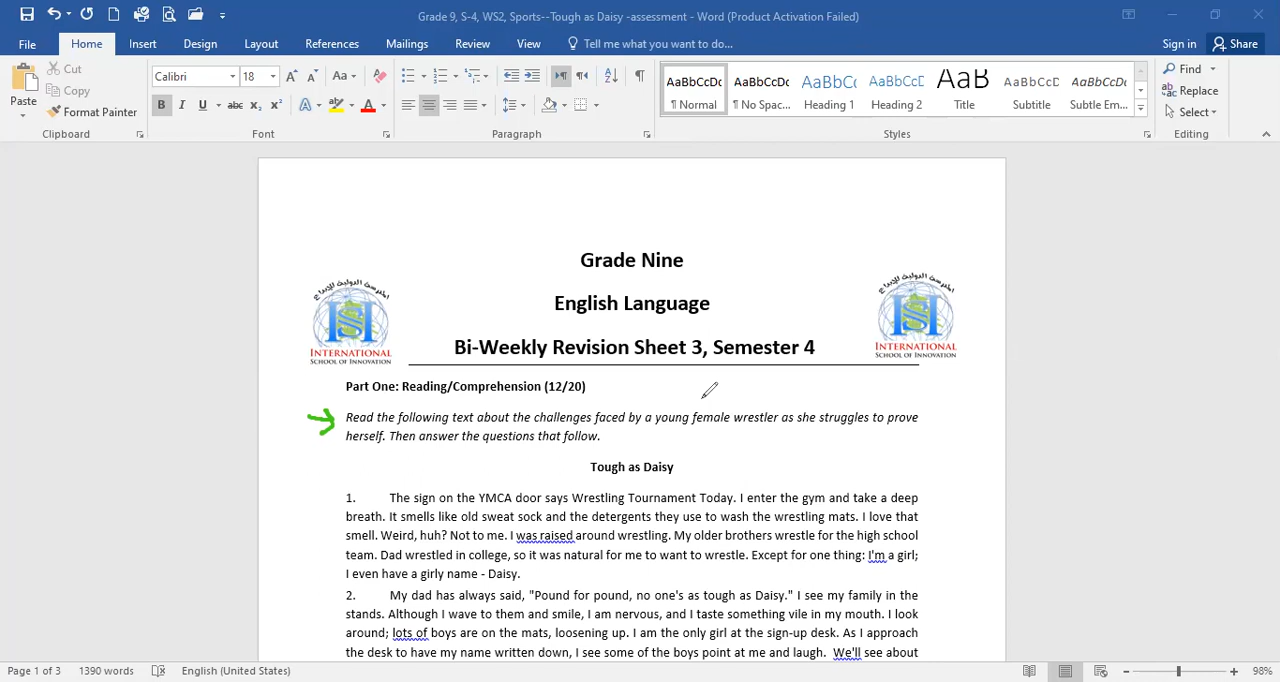 Grade 9, S-4, WS2, Sports--Tough as Daisy -assessment - Word (Product Activation Failed)
File Home Insert Design Layout References Mailings Review View Tell me what you want to do... Sign in Share
Cut
Copy
Format Painter
Paste
Clipboard
Calibri 18
Font
Paragraph
AaBbCcDc AaBbCcDc AaBbCc AaBbCcD AaB AaBbCcD AaBbCcDc
¶ Normal ¶ No Spac... Heading 1 Heading 2 Title Subtitle Subtle Em...
Styles
Find
Replace
Select
Editing
Grade Nine
English Language
Bi-Weekly Revision Sheet 3, Semester 4
INTERNATIONAL
SCHOOL OF INNOVATION
INTERNATIONAL
SCHOOL OF INNOVATION
Part One: Reading/Comprehension (12/20)
Read the following text about the challenges faced by a young female wrestler as she struggles to prove
herself. Then answer the questions that follow.
Tough as Daisy
1. The sign on the YMCA door says Wrestling Tournament Today. I enter the gym and take a deep
breath. It smells like old sweat sock and the detergents they use to wash the wrestling mats. I love that
smell. Weird, huh? Not to me. I was raised around wrestling. My older brothers wrestle for the high school
team. Dad wrestled in college, so it was natural for me to want to wrestle. Except for one thing: I'm a girl;
I even have a girly name - Daisy.
2. My dad has always said, "Pound for pound, no one's as tough as Daisy." I see my family in the
stands. Although I wave to them and smile, I am nervous, and I taste something vile in my mouth. I look
around; lots of boys are on the mats, loosening up. I am the only girl at the sign-up desk. As I approach
the desk to have my name written down, I see some of the boys point at me and laugh. We'll see about
Page 1 of 3 1390 words English (United States) 98%